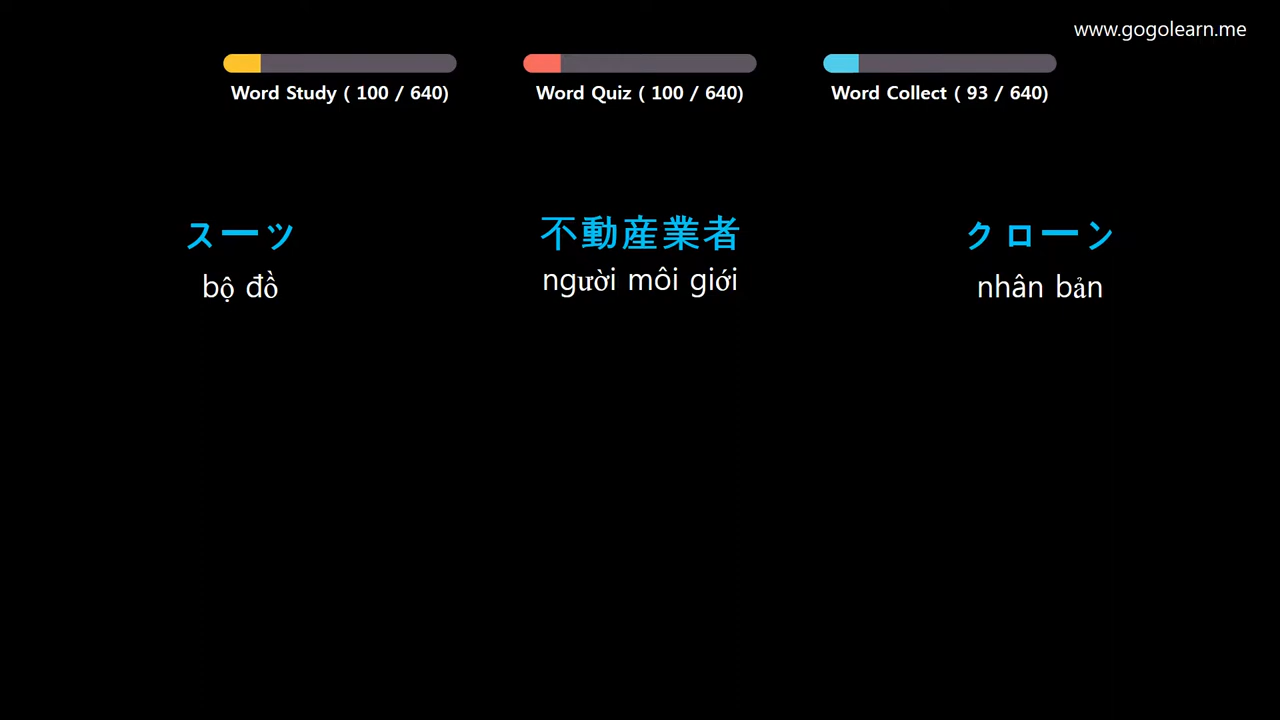 www.gogolearn.me
Word Study ( 100 / 640)
Word Quiz ( 100 / 640)
Word Collect ( 93 / 640)
スーツ
bộ đồ
不動産業者
người môi giới
クローン
nhân bản